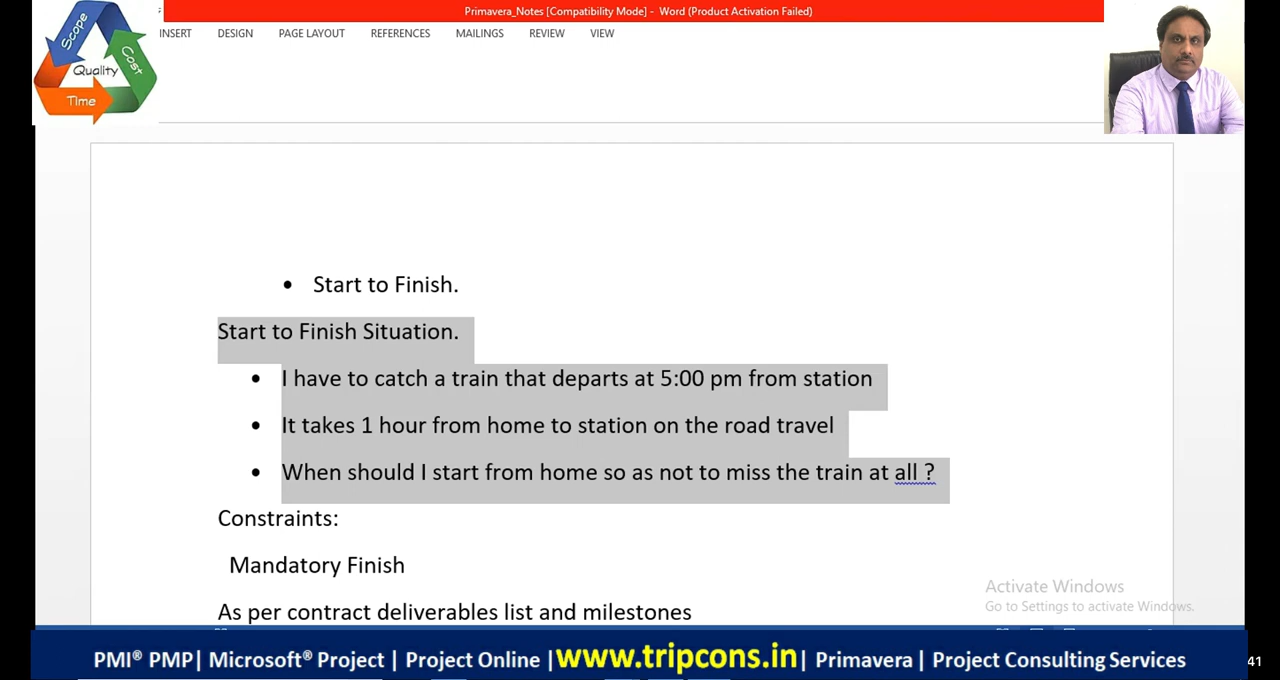 Primavera_Notes [Compatibility Mode] - Word (Product Activation Failed)
INSERT DESIGN PAGE LAYOUT REFERENCES MAILINGS REVIEW VIEW
Scope
Cost
Quality
Time
• Start to Finish.
Start to Finish Situation.
• I have to catch a train that departs at 5:00 pm from station
• It takes 1 hour from home to station on the road travel
• When should I start from home so as not to miss the train at all ?
Constraints:
Mandatory Finish
As per contract deliverables list and milestones
Activate Windows
Go to Settings to activate Windows.
PMI® PMP| Microsoft® Project | Project Online |www.tripcons.in| Primavera | Project Consulting Services
41